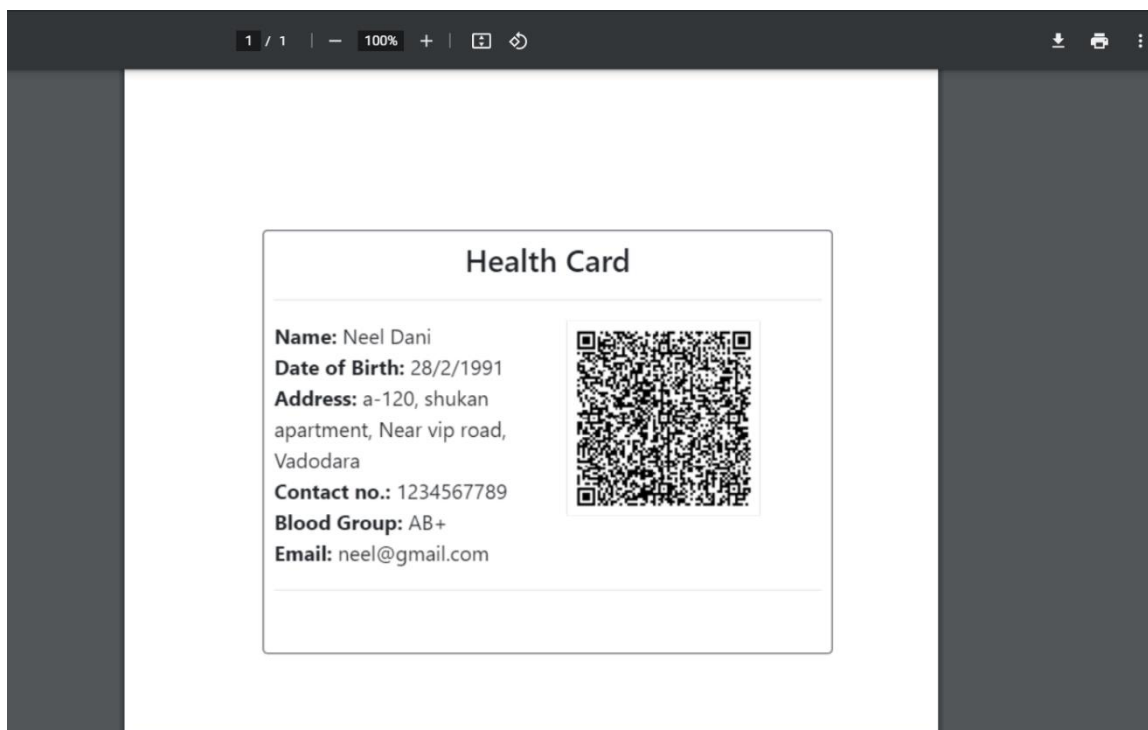 1 / 1 | — 100% + |
Health Card
Name: Neel Dani
Date of Birth: 28/2/1991
Address: a-120, shukan
apartment, Near vip road,
Vadodara
Contact no.: 1234567789
Blood Group: AB+
Email: neel@gmail.com